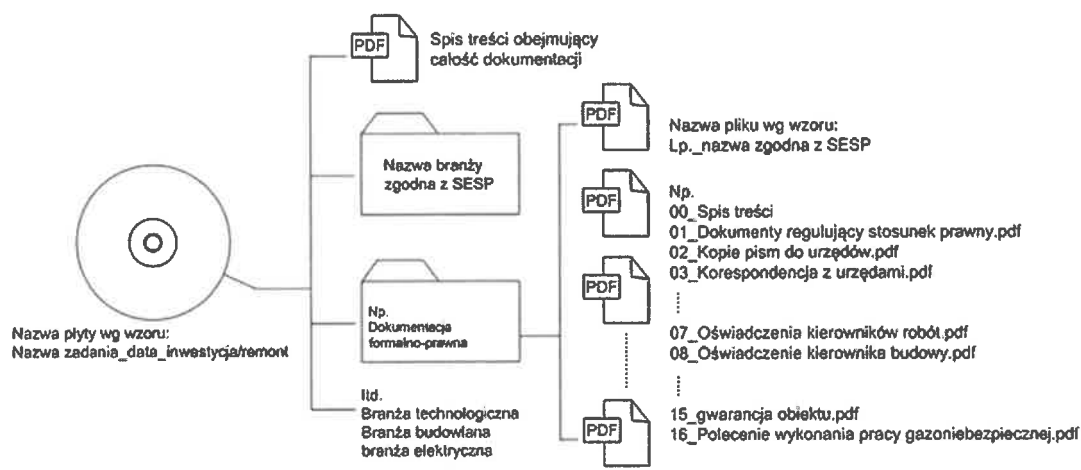 PDF
Spis treści obejmujący
całość dokumentacji
Nazwa branży
zgodna z SESP
Nazwa płyty wg wzoru:
Nazwa zadania_data_inwestycja/remont
Np.
Dokumentacja
formalno-prawna
Itd.
Branża technologiczna
Branża budowlana
branża elektryczna
PDF
Nazwa pliku wg wzoru:
Lp._nazwa zgodna z SESP
PDF
Np.
00_Spis treści
01_Dokumenty regulujący stosunek prawny.pdf
02_Kopie pism do urzędów.pdf
03_Korespondencja z urzędami.pdf
PDF
07_Oświadczenia kierowników robót.pdf
08_Oświadczenie kierownika budowy.pdf
PDF
15_gwarancja obiektu.pdf
16_Polecenie wykonania pracy gazoniebezpiecznej.pdf